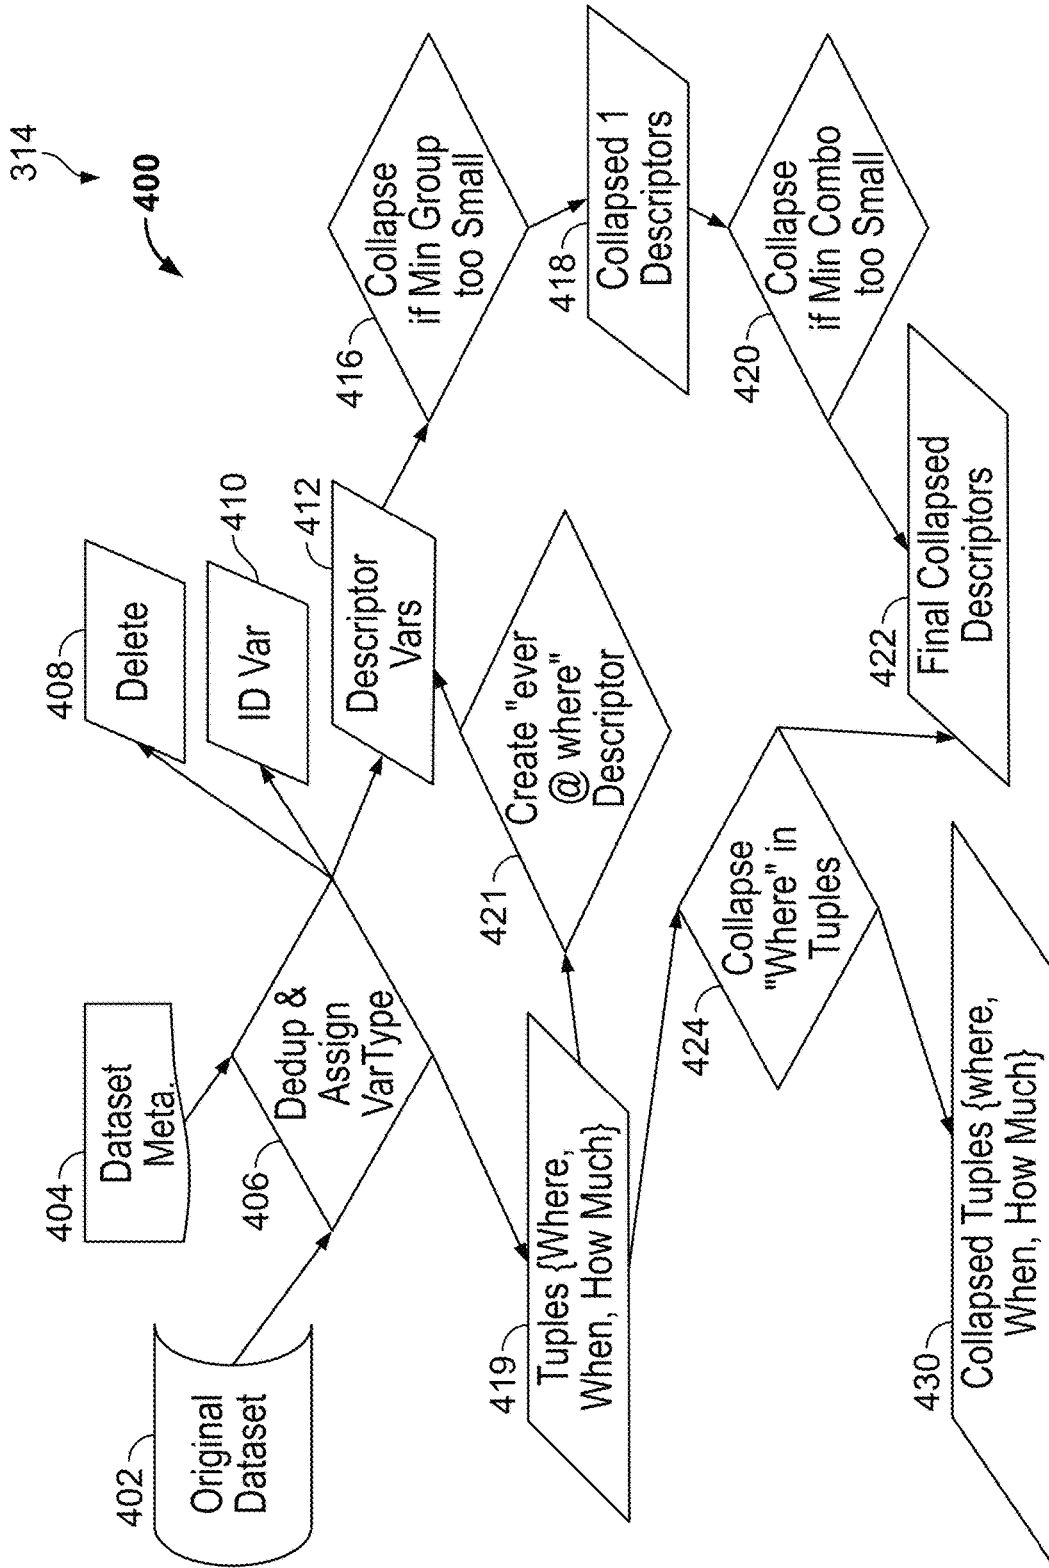 314
400
402
Original
Dataset
404
Dataset
Meta.
406
Dedup &
Assign
VarType
408
Delete
410
ID Var
412
Descriptor
Vars
416
Collapse
if Min Group
too Small
418
Collapsed 1
Descriptors
419
Tuples {Where,
When, How Much}
421
Create "ever
@ where"
Descriptor
420
Collapse
if Min Combo
too Small
424
Collapse
"Where" in
Tuples
422
Final Collapsed
Descriptors
430
Collapsed Tuples {where,
When, How Much}